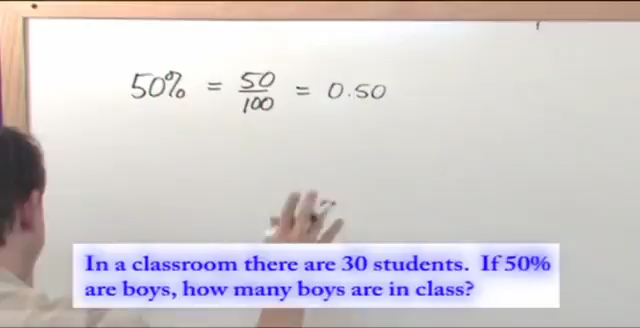 50% = 50/100 = 0.50
In a classroom there are 30 students. If 50%
are boys, how many boys are in class?